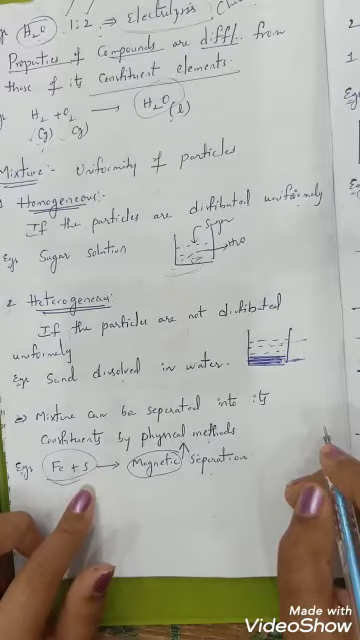 Eg: H₂O 1:2 ⇒ Electrolysis
Properties of Compounds are diff. from
those of its constituent elements.
H₂ + O₂ → H₂O (l)
(g) (g)
Mixture:- Uniformity of particles
1 Homogeneous:-
If the particles are distributed uniformly
Sugar
Eg: Sugar solution H₂O
2 Heterogeneous:
If the particles are not distributed
uniformly
Eg: Sand dissolved in water.
⇒ Mixture can be seperated into its
constituents by physical methods
Eg: Fe + S → Magnetic seperation
Made with
VideoShow